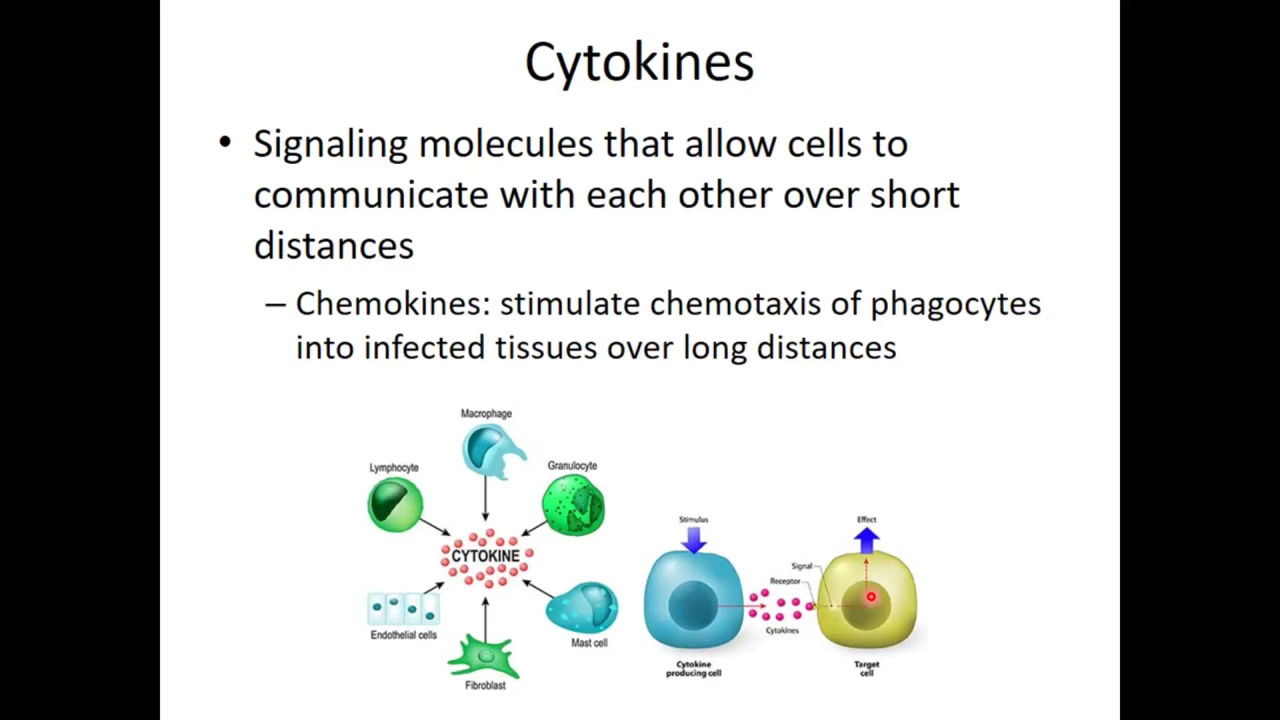 Cytokines
• Signaling molecules that allow cells to
communicate with each other over short
distances
– Chemokines: stimulate chemotaxis of phagocytes
into infected tissues over long distances
Macrophage
Lymphocyte
Granulocyte
CYTOKINE
Endothelial cells
Mast cell
Fibroblast
Stimulus
Effect
Signal
Receptor
Cytokines
Cytokine
producing cell
Target
cell